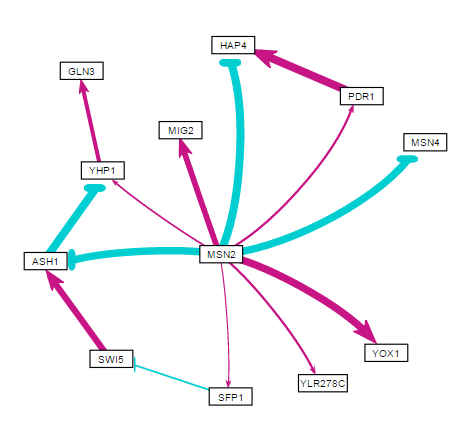 HAP4
GLN3
PDR1
MIG2
MSN4
YHP1
MSN2
ASH1
YOX1
SWI5
YLR278C
SFP1